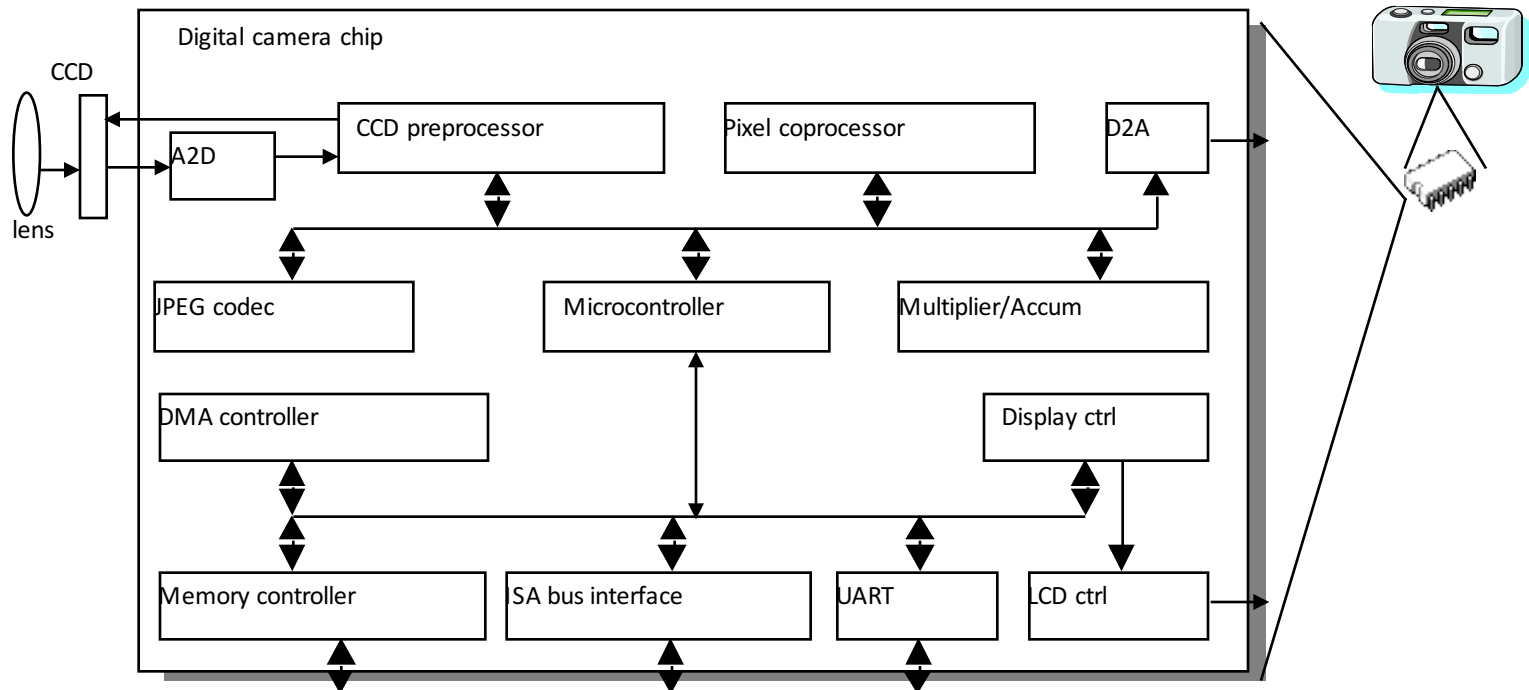 Digital camera chip
CCD
CCD preprocessor
Pixel coprocessor
D2A
A2D
lens
JPEG codec
Microcontroller
Multiplier/Accum
DMA controller
Display ctrl
Memory controller
ISA bus interface
UART
LCD ctrl